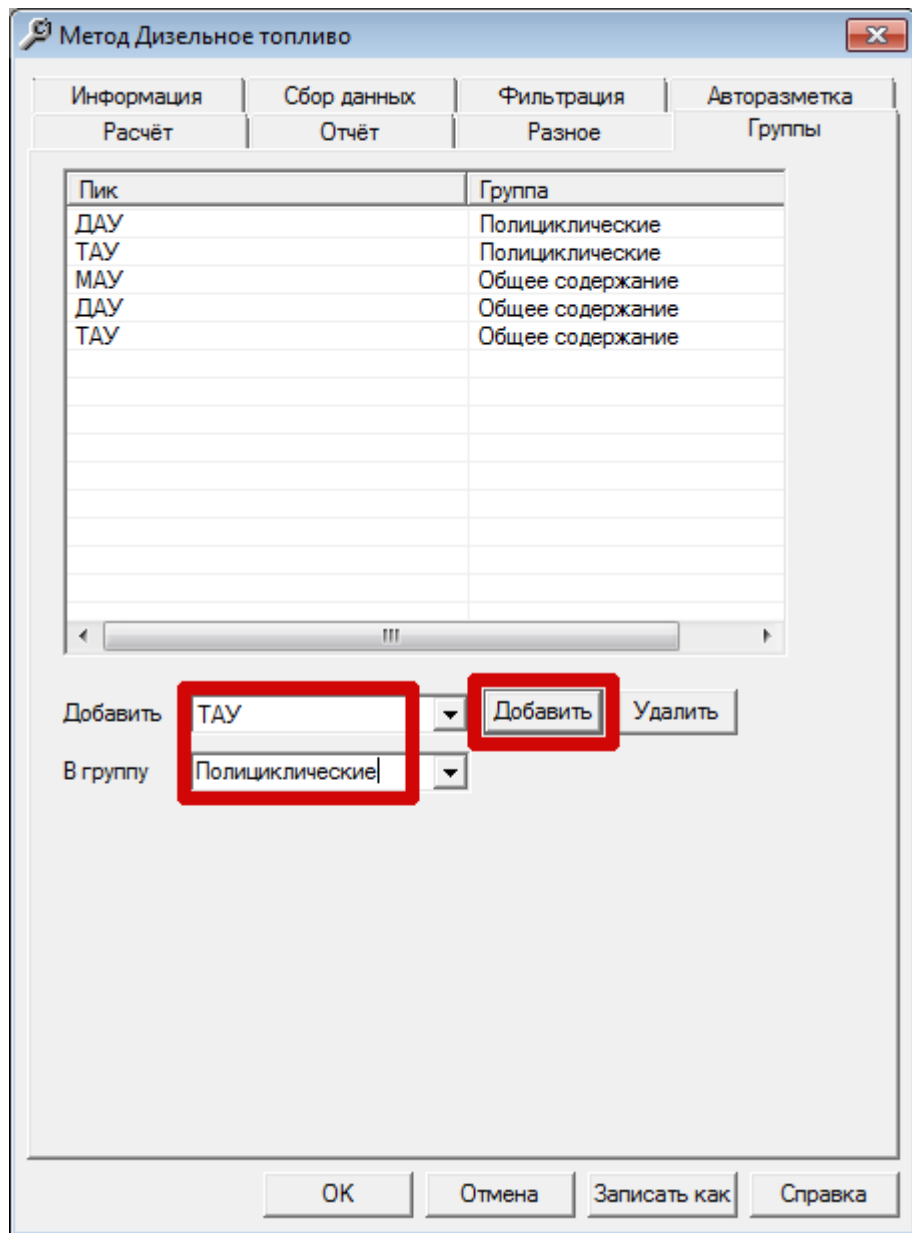 Метод Дизельное топливо
Информация Сбор данных Фильтрация Авторазметка
Расчёт Отчёт Разное Группы
Пик Группа
ДАУ Полициклические
ТАУ Полициклические
МАУ Общее содержание
ДАУ Общее содержание
ТАУ Общее содержание
Добавить ТАУ Добавить Удалить
В группу Полициклические
OK Отмена Записать как Справка